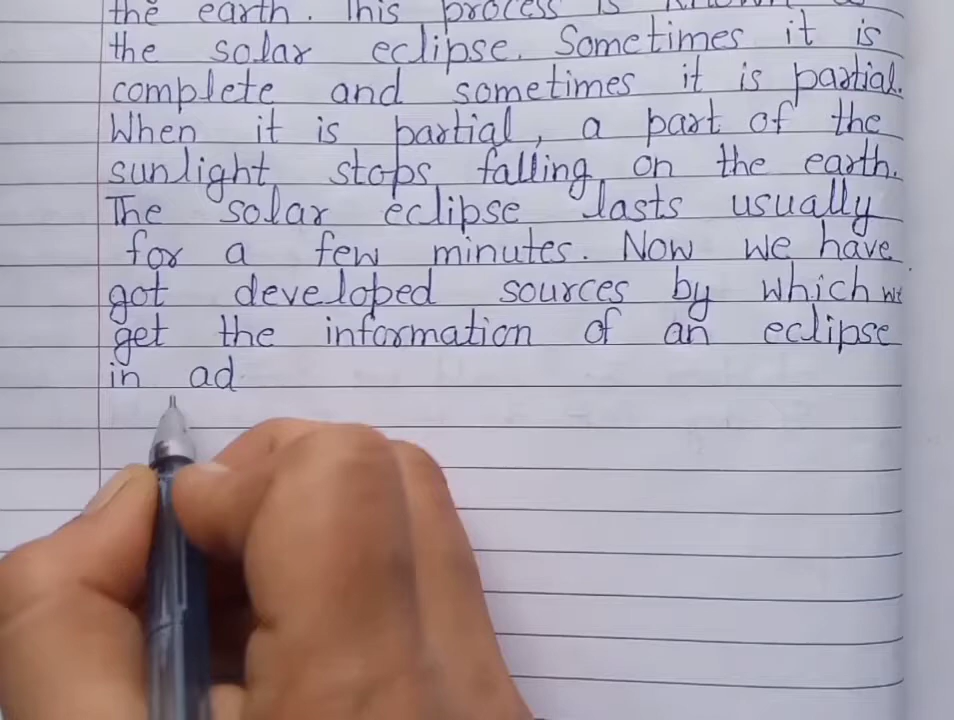 the earth. This process is known as
the solar eclipse. Sometimes it is
complete and sometimes it is partial.
When it is partial, a part of the
sunlight stops falling on the earth.
The solar eclipse lasts usually
for a few minutes. Now we have
got developed sources by which we
get the information of an eclipse
in ad